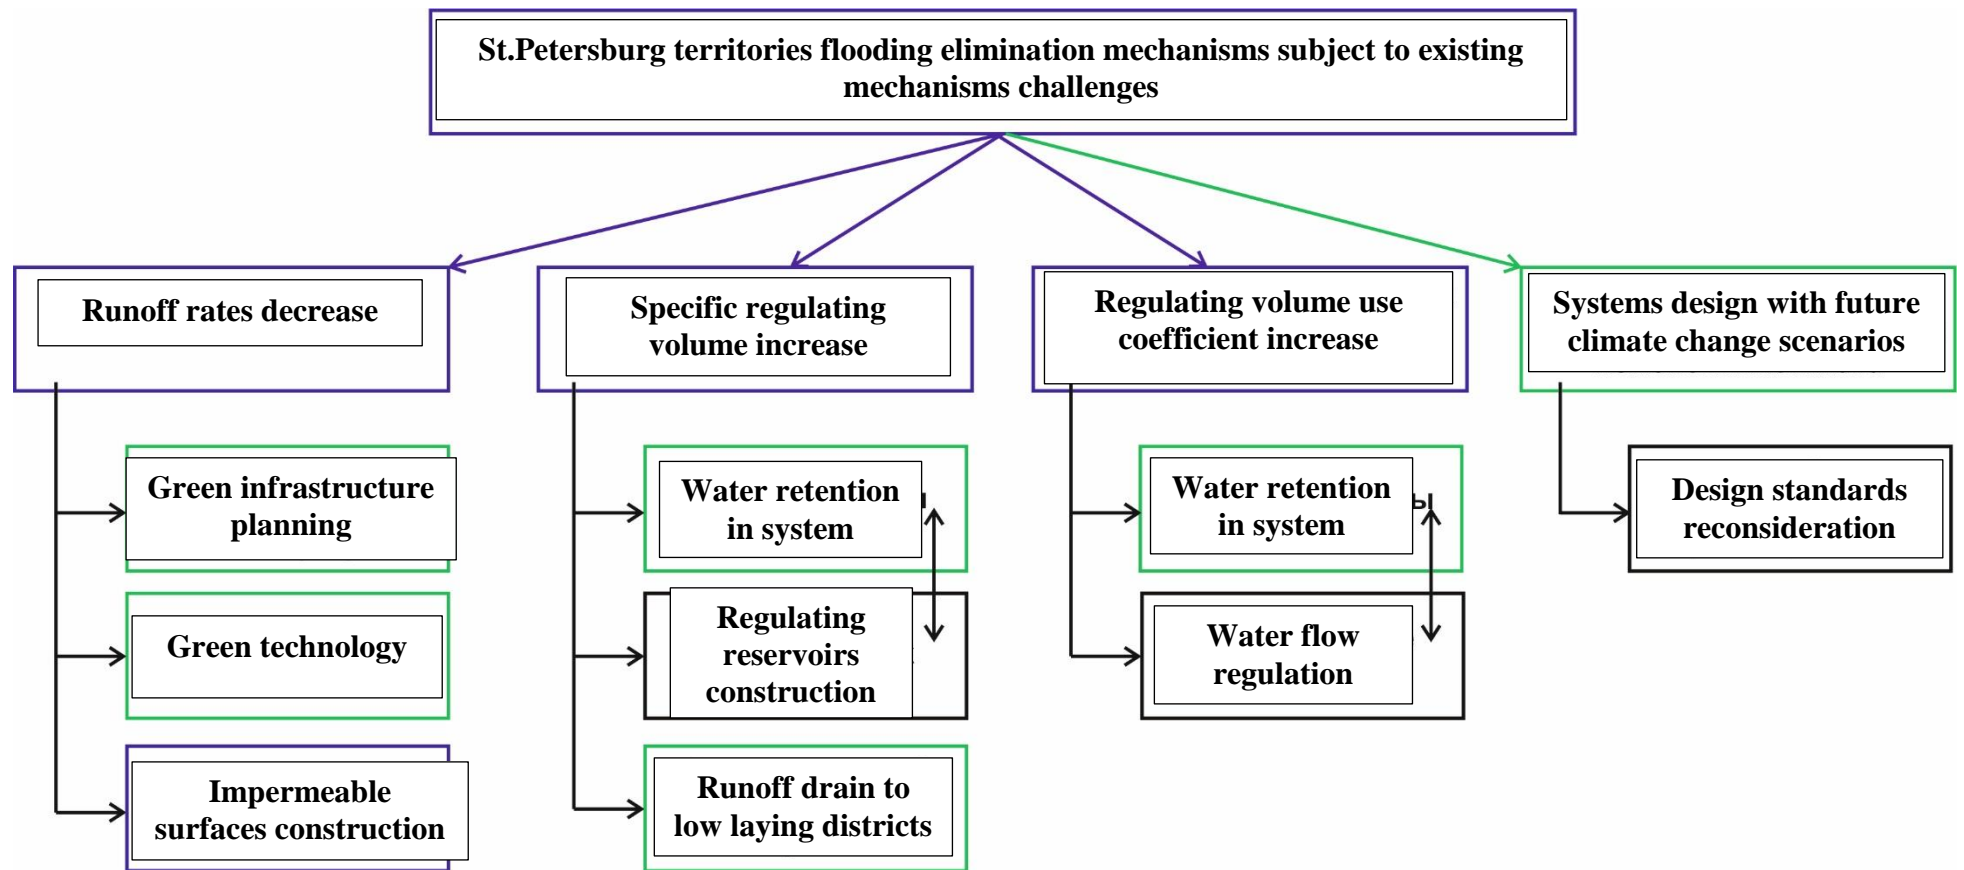 St.Petersburg territories flooding elimination mechanisms subject to existing
mechanisms challenges
Runoff rates decrease
Specific regulating
volume increase
Regulating volume use
coefficient increase
Systems design with future
climate change scenarios
Green infrastructure
planning
Green technology
Impermeable
surfaces construction
Water retention
in system
Regulating
reservoirs
construction
Runoff drain to
low laying districts
Water retention
in system
ы
Water flow
regulation
Design standards
reconsideration